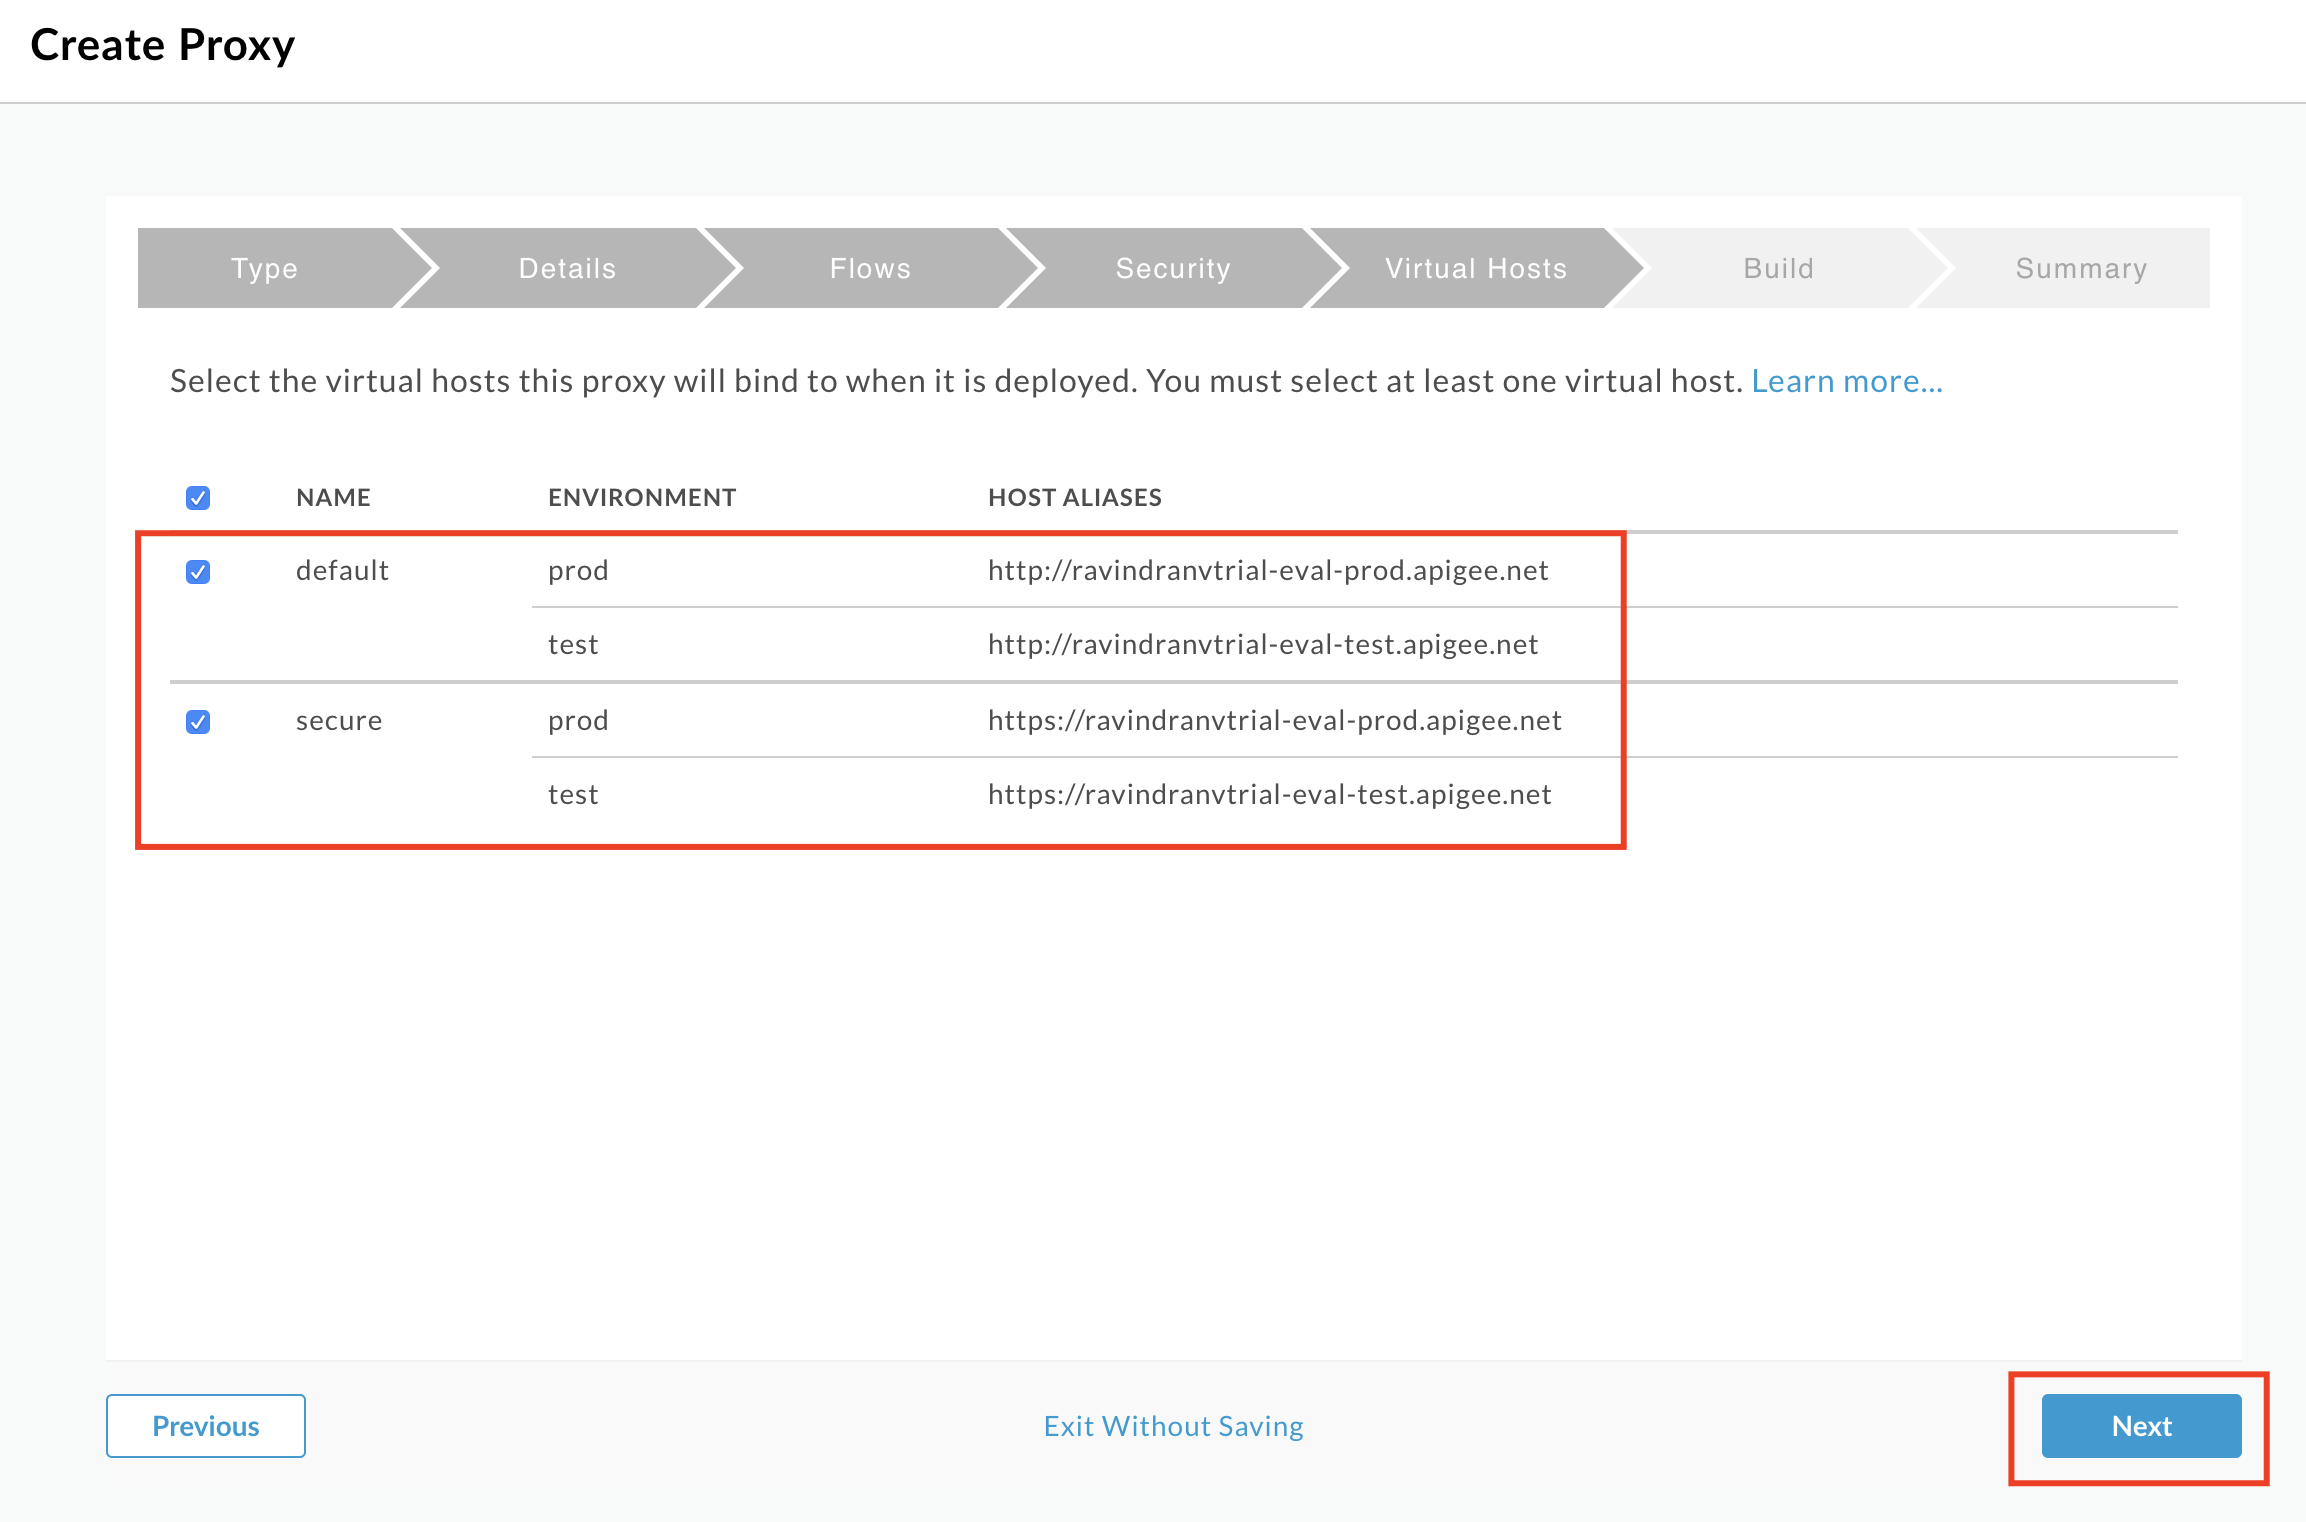 Create Proxy
Type Details Flows Security Virtual Hosts Build Summary
Select the virtual hosts this proxy will bind to when it is deployed. You must select at least one virtual host. Learn more...
NAME ENVIRONMENT HOST ALIASES
default prod http://ravindranvtrial-eval-prod.apigee.net
test http://ravindranvtrial-eval-test.apigee.net
secure prod https://ravindranvtrial-eval-prod.apigee.net
test https://ravindranvtrial-eval-test.apigee.net
Previous Exit Without Saving Next